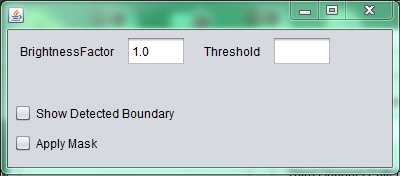 BrightnessFactor 1.0 Threshold
Show Detected Boundary
Apply Mask